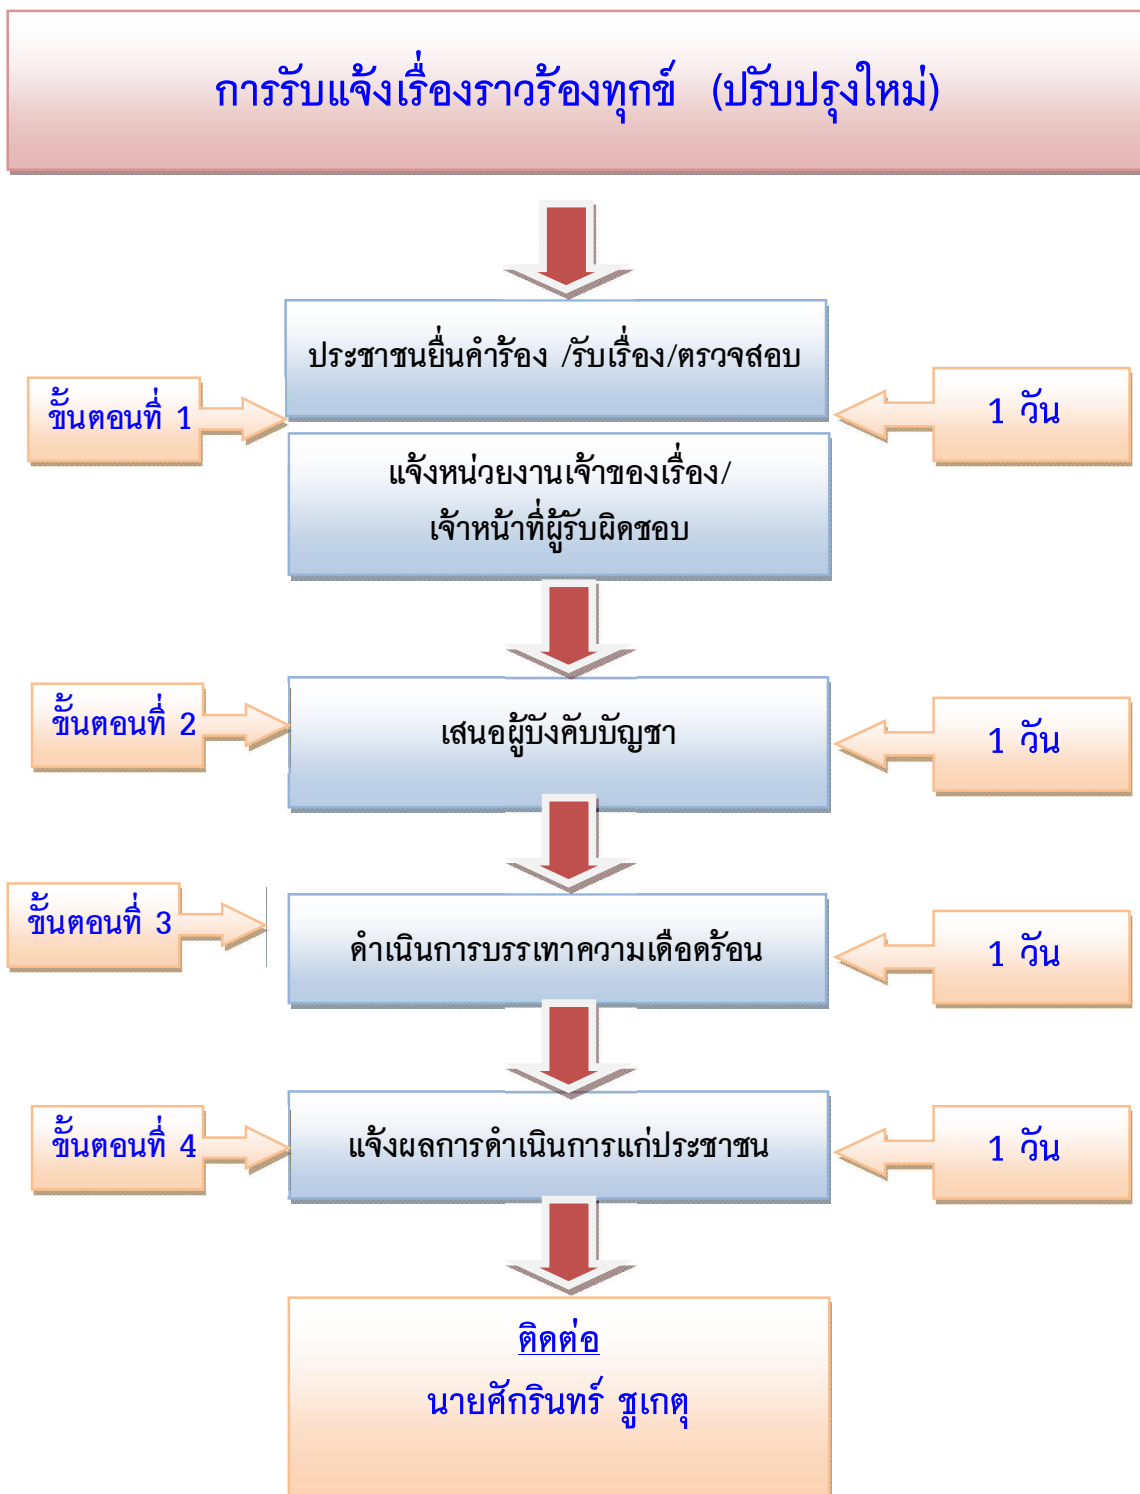 การรับแจ้งเรื่องราวร้องทุกข์ (ปรับปรุงใหม่)
ประชาชนยื่นคำร้อง /รับเรื่อง/ตรวจสอบ
ขั้นตอนที่ 1
1 วัน
แจ้งหน่วยงานเจ้าของเรื่อง/
เจ้าหน้าที่ผู้รับผิดชอบ
ขั้นตอนที่ 2
เสนอผู้บังคับบัญชา
1 วัน
ขั้นตอนที่ 3
ดำเนินการบรรเทาความเดือดร้อน
1 วัน
ขั้นตอนที่ 4
แจ้งผลการดำเนินการแก่ประชาชน
1 วัน
ติดต่อ
นายศักรินทร์ ชูเกตุ